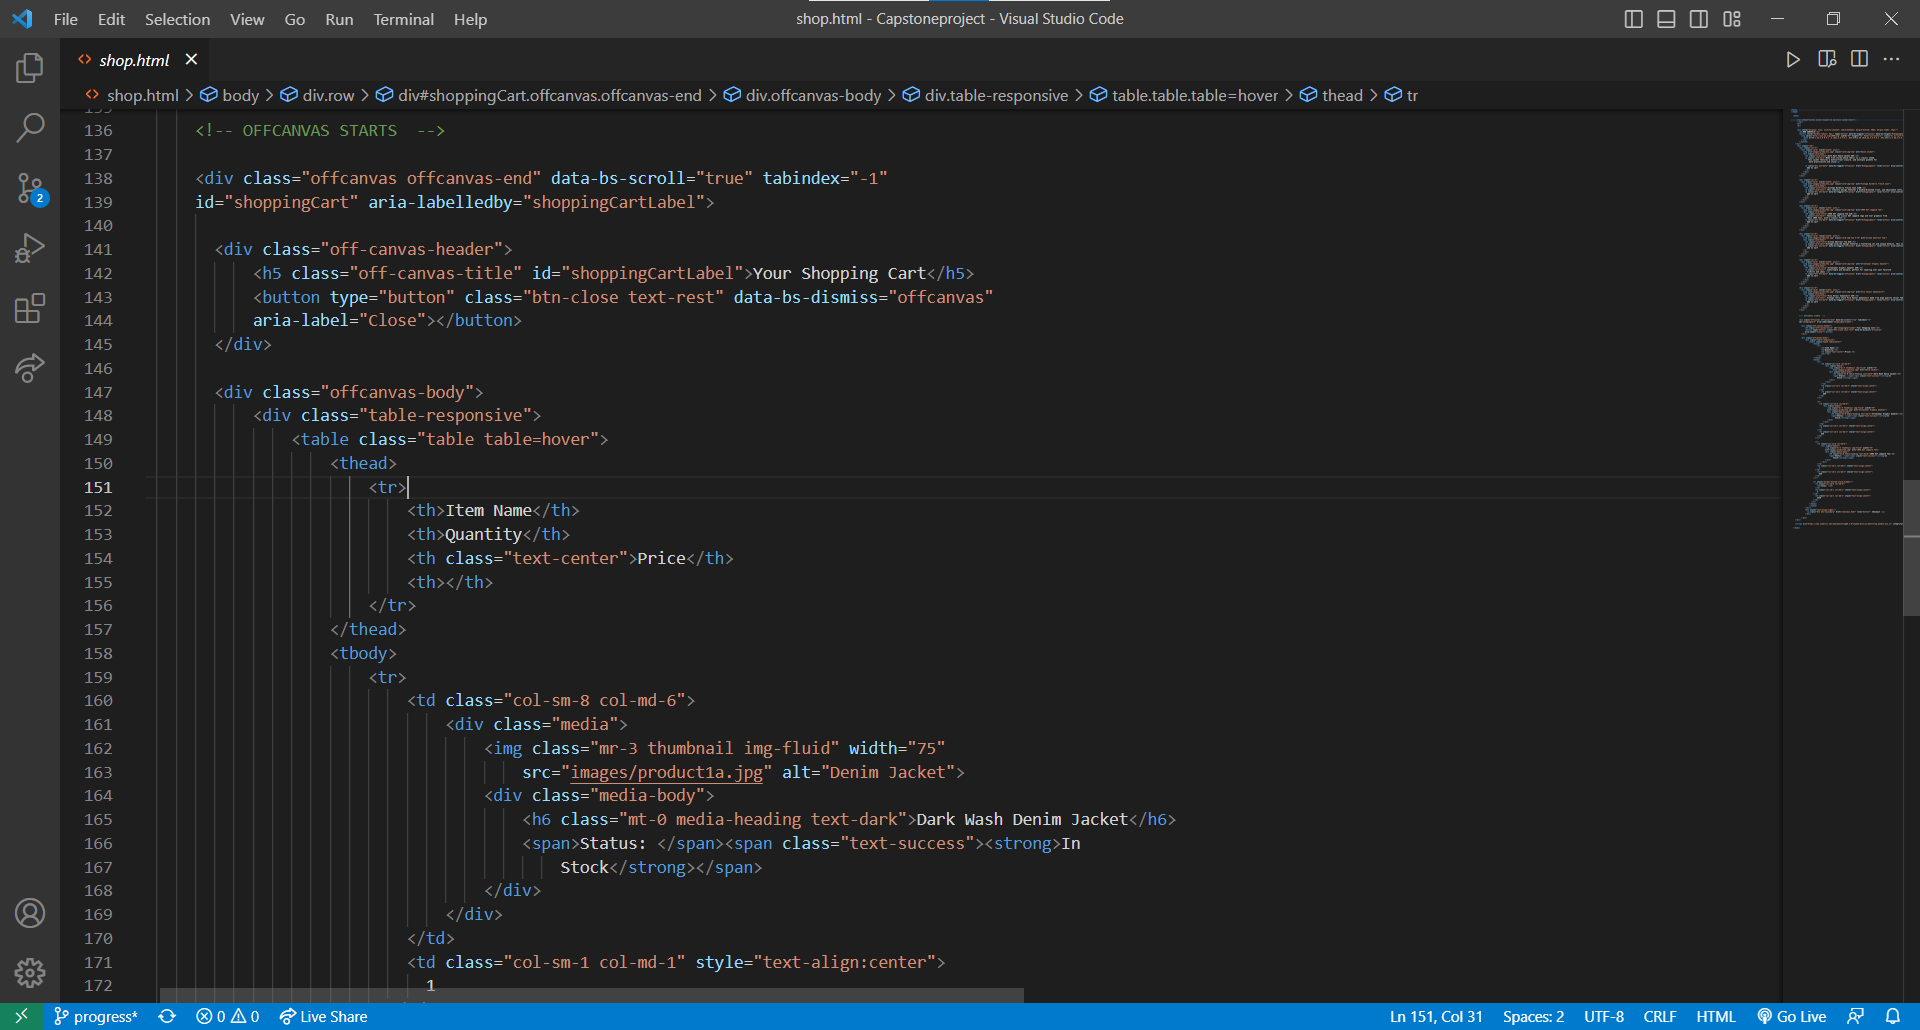 File Edit Selection View Go Run Terminal Help
shop.html - Capstoneproject - Visual Studio Code
shop.html
shop.html > body > div.row > div#shoppingCart.offcanvas.offcanvas-end > div.offcanvas-body > div.table-responsive > table.table.table=hover > thead > tr
136 <!-- OFFCANVAS STARTS  -->
137
138 <div class="offcanvas offcanvas-end" data-bs-scroll="true" tabindex="-1"
139 id="shoppingCart" aria-labelledby="shoppingCartLabel">
140
141 <div class="off-canvas-header">
142 <h5 class="off-canvas-title" id="shoppingCartLabel">Your Shopping Cart</h5>
143 <button type="button" class="btn-close text-rest" data-bs-dismiss="offcanvas"
144 aria-label="Close"></button>
145 </div>
146
147 <div class="offcanvas-body">
148 <div class="table-responsive">
149 <table class="table table=hover">
150 <thead>
151 <tr>
152 <th>Item Name</th>
153 <th>Quantity</th>
154 <th class="text-center">Price</th>
155 <th></th>
156 </tr>
157 </thead>
158 <tbody>
159 <tr>
160 <td class="col-sm-8 col-md-6">
161 <div class="media">
162 <img class="mr-3 thumbnail img-fluid" width="75"
163 src="images/product1a.jpg" alt="Denim Jacket">
164 <div class="media-body">
165 <h6 class="mt-0 media-heading text-dark">Dark Wash Denim Jacket</h6>
166 <span>Status: </span><span class="text-success"><strong>In
167 Stock</strong></span>
168 </div>
169 </div>
170 </td>
171 <td class="col-sm-1 col-md-1" style="text-align:center">
172 1
2
progress* 0 0 Live Share
Ln 151, Col 31 Spaces: 2 UTF-8 CRLF HTML Go Live